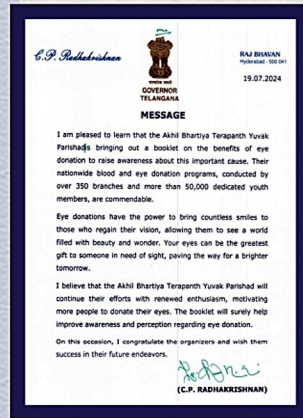 C.P. Radhakrishnan
RAJ BHAVAN
Hyderabad - 500 041
सत्यमेव जयते
GOVERNOR
TELANGANA
19.07.2024
MESSAGE
I am pleased to learn that the Akhil Bhartiya Terapanth Yuvak
Parishad is bringing out a booklet on the benefits of eye
donation to raise awareness about this important cause. Their
nationwide blood and eye donation programs, conducted by
over 350 branches and more than 50,000 dedicated youth
members, are commendable.
Eye donations have the power to bring countless smiles to
those who regain their vision, allowing them to see a world
filled with beauty and wonder. Your eyes can be the greatest
gift to someone in need of sight, paving the way for a brighter
tomorrow.
I believe that the Akhil Bhartiya Terapanth Yuvak Parishad will
continue their efforts with renewed enthusiasm, motivating
more people to donate their eyes. The booklet will surely help
improve awareness and perception regarding eye donation.
On this occasion, I congratulate the organizers and wish them
success in their future endeavors.
(C.P. RADHAKRISHNAN)